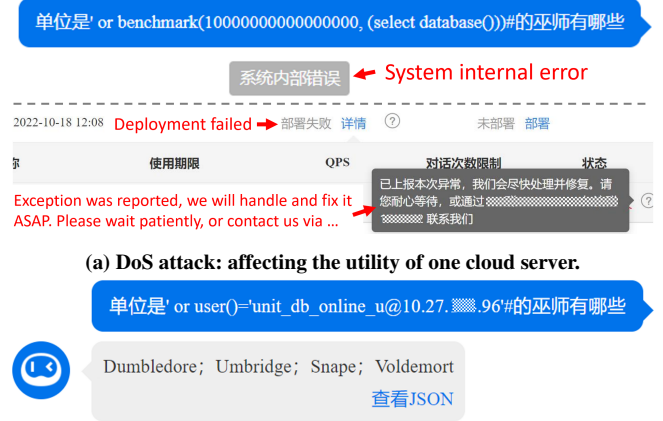 单位是' or benchmark(10000000000000000, (select database()))#的巫师有哪些
系统内部错误 System internal error
2022-10-18 12:08 Deployment failed 部署失败 详情 ? 未部署 部署
使用期限 QPS 对话次数限制 状态
已上报本次异常，我们会尽快处理并修复。请
Exception was reported, we will handle and fix it 您耐心等待，或通过 ?
ASAP. Please wait patiently, or contact us via ... 联系我们
(a) DoS attack: affecting the utility of one cloud server.
单位是' or user()='unit_db_online_u@10.27. .96'#的巫师有哪些
Dumbledore；Umbridge；Snape；Voldemort
查看JSON